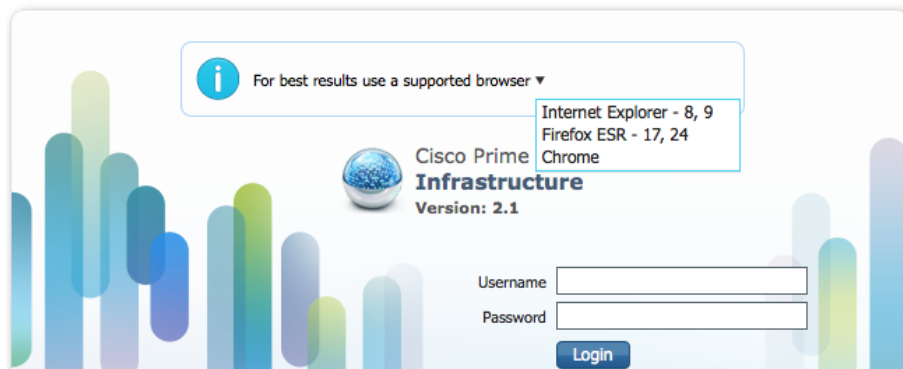 For best results use a supported browser ▼
Internet Explorer - 8, 9
Firefox ESR - 17, 24
Chrome
Cisco Prime
Infrastructure
Version: 2.1
Username
Password
Login